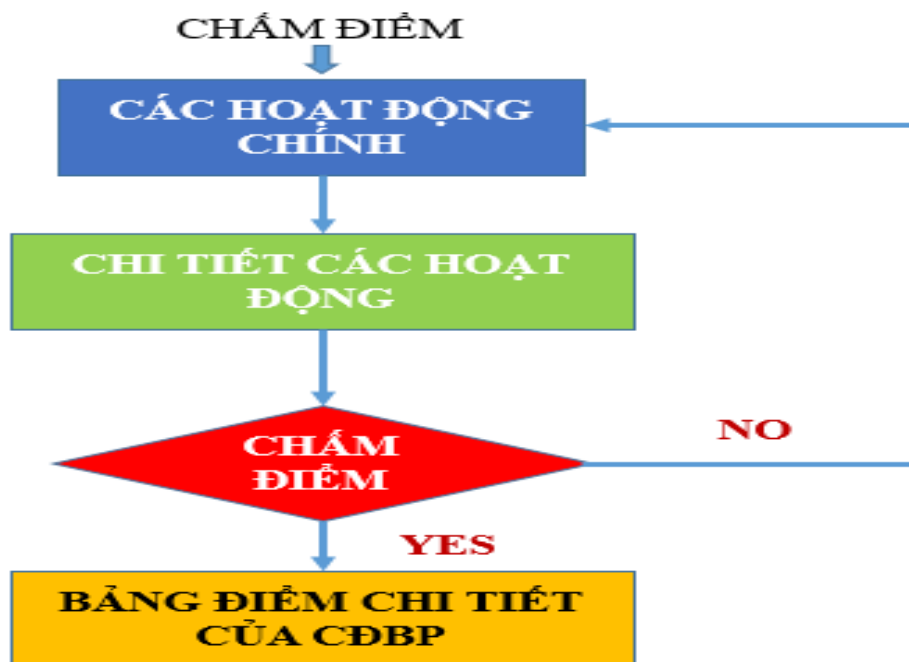 CHẤM ĐIỂM
CÁC HOẠT ĐỘNG
CHÍNH
CHI TIẾT CÁC HOẠT
ĐỘNG
CHẤM
ĐIỂM
NO
YES
BẢNG ĐIỂM CHI TIẾT
CỦA CĐBP